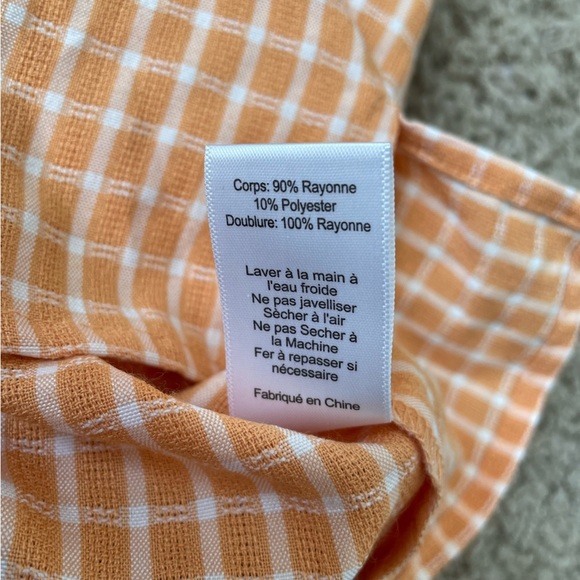 Corps: 90% Rayonne
10% Polyester
Doublure: 100% Rayonne
Laver à la main à
l'eau froide
Ne pas javelliser
Sècher à l'air
Ne pas Secher à
la Machine
Fer à repasser si
nécessaire
Fabriqué en Chine